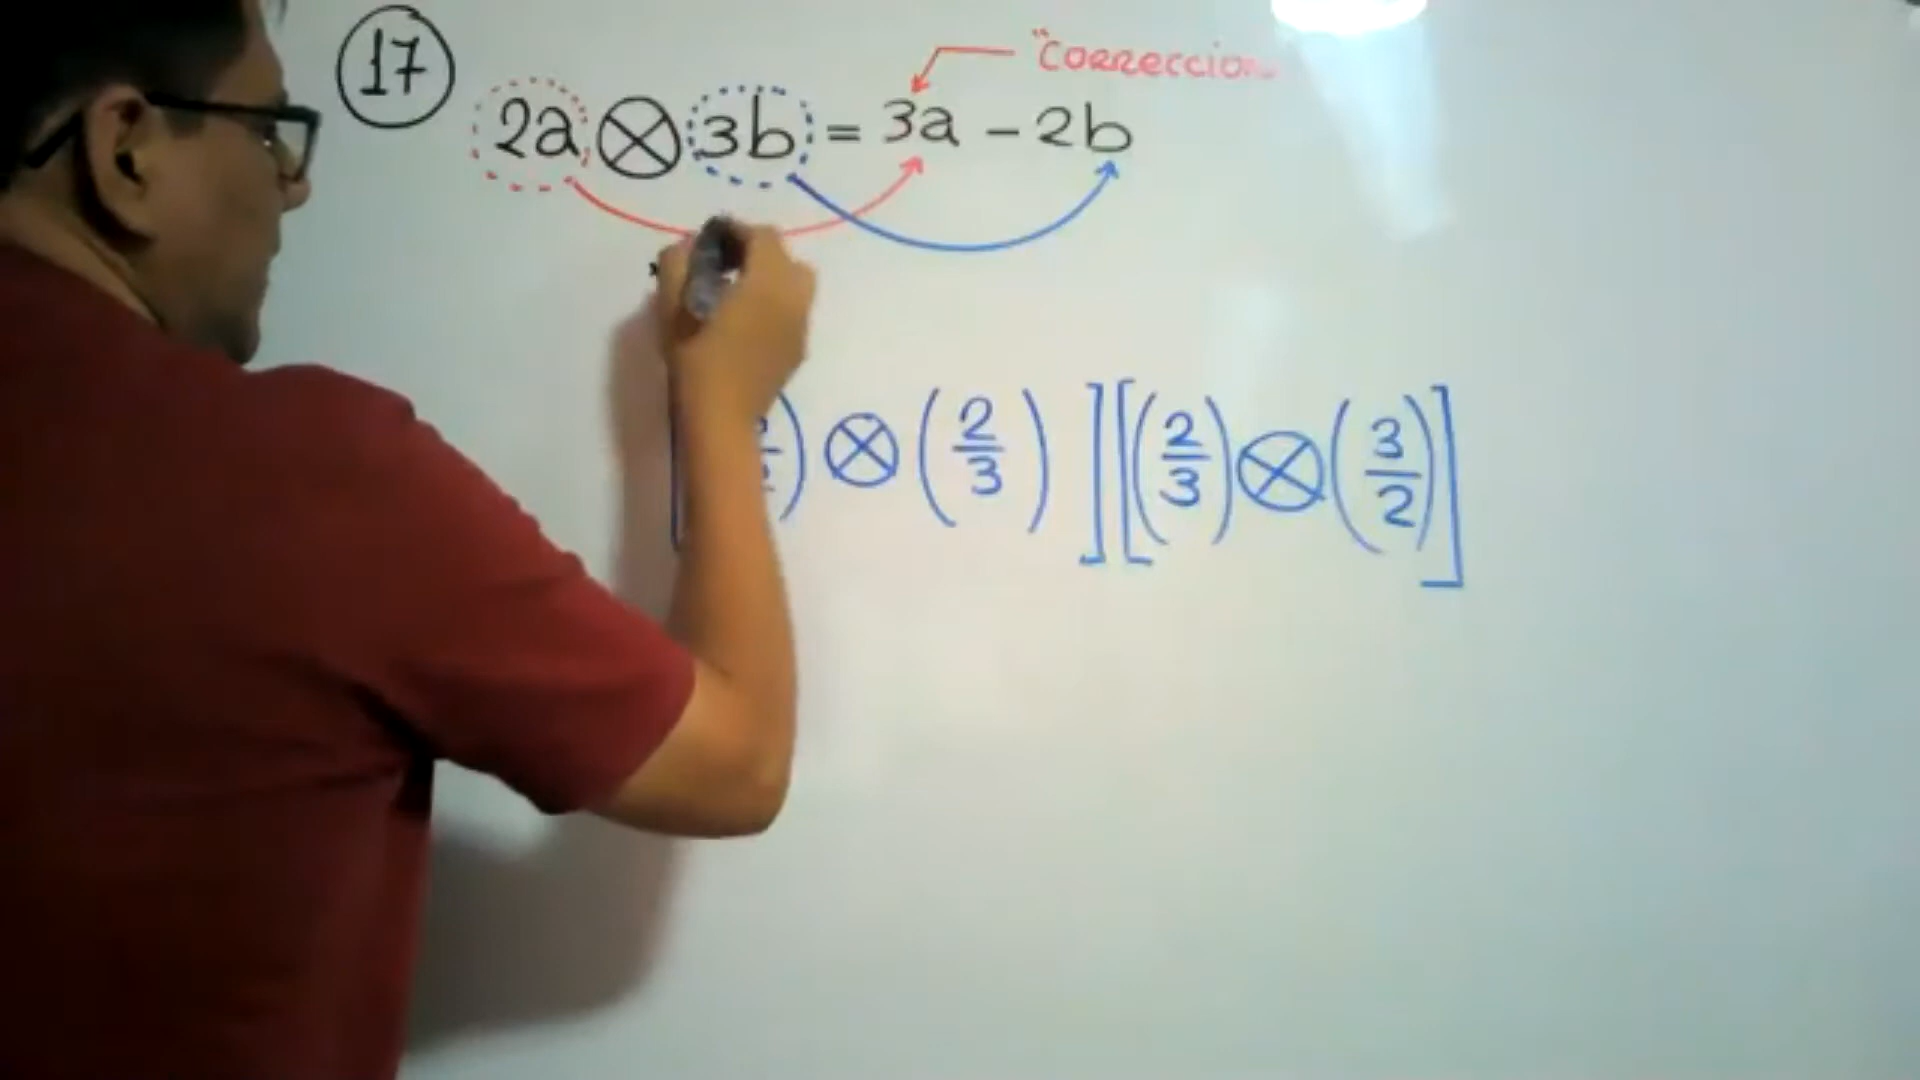 17
"Correccion
2a ⊗ 3b = 3a - 2b
) ⊗ (2/3) ] [(2/3) ⊗ (3/2)]